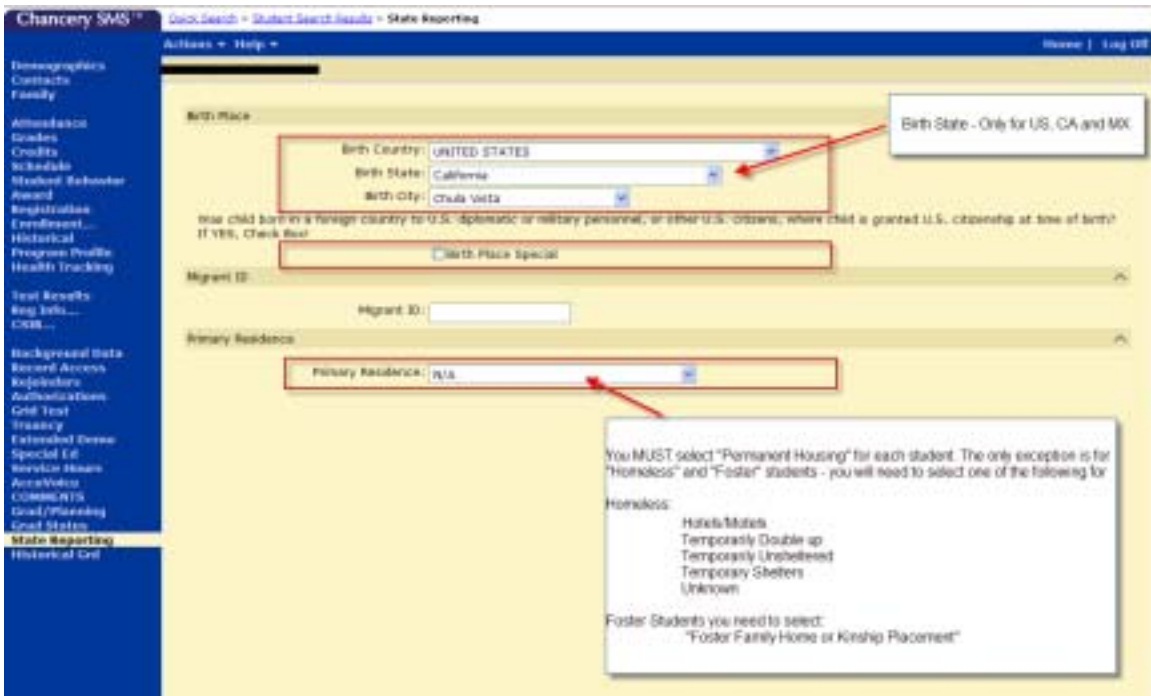 Chancery SMS™
Quick Search > Student Search Results > State Reporting
Actions Help
Home | Log Off
Demographics
Contacts
Family
Attendance
Grades
Credits
Schedule
Student Behavior
Award
Registration
Enrollment...
Historical
Program Profile
Health Tracking
Test Results
Reg Info...
CSIR...
Background Data
Record Access
Rejoinders
Authorizations
Grid Test
Truancy
Extended Demo
Special Ed
Service Hours
AccuVoice
COMMENTS
Grad/Planning
Grad States
State Reporting
Historical Grd
Birth Place
Birth State - Only for US, CA and MX
Birth Country: UNITED STATES
Birth State: California
Birth City: Chula Vista
Was child born in a foreign country to U.S. diplomatic or military personnel, or other U.S. citizens, where child is granted U.S. citizenship at time of birth?
If YES, Check Box!
Birth Place Special
Migrant ID
Migrant ID:
Primary Residence
Primary Residence: N/A
You MUST select "Permanent Housing" for each student. The only exception is for
"Homeless" and "Foster" students - you will need to select one of the following for
Homeless:
Hotels/Motels
Temporarily Double up
Temporarily Unsheltered
Temporary Shelters
Unknown
Foster Students you need to select:
"Foster Family Home or Kinship Placement"